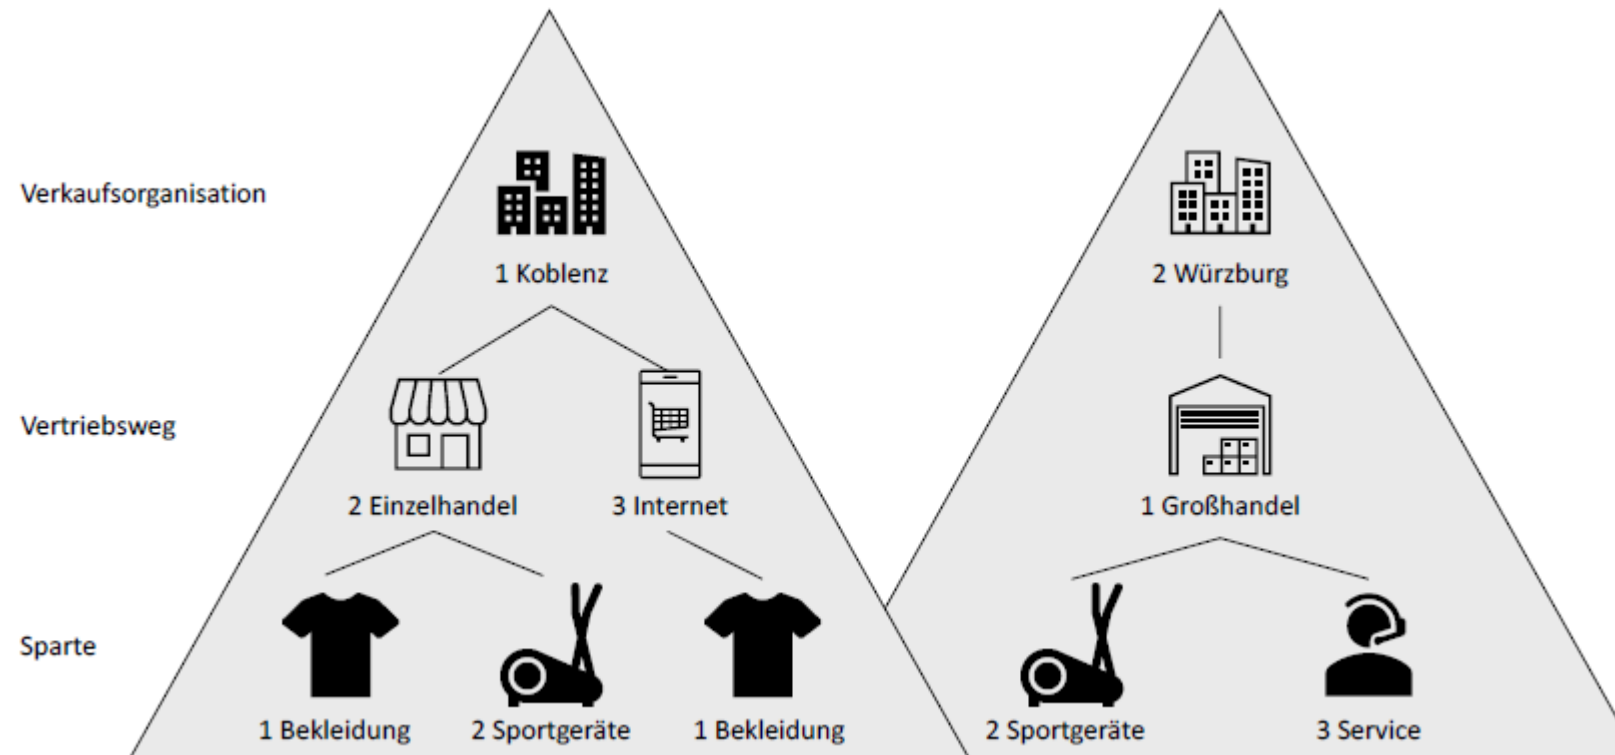 Verkaufsorganisation
1 Koblenz
2 Würzburg
Vertriebsweg
2 Einzelhandel
3 Internet
1 Großhandel
Sparte
1 Bekleidung
2 Sportgeräte
1 Bekleidung
2 Sportgeräte
3 Service